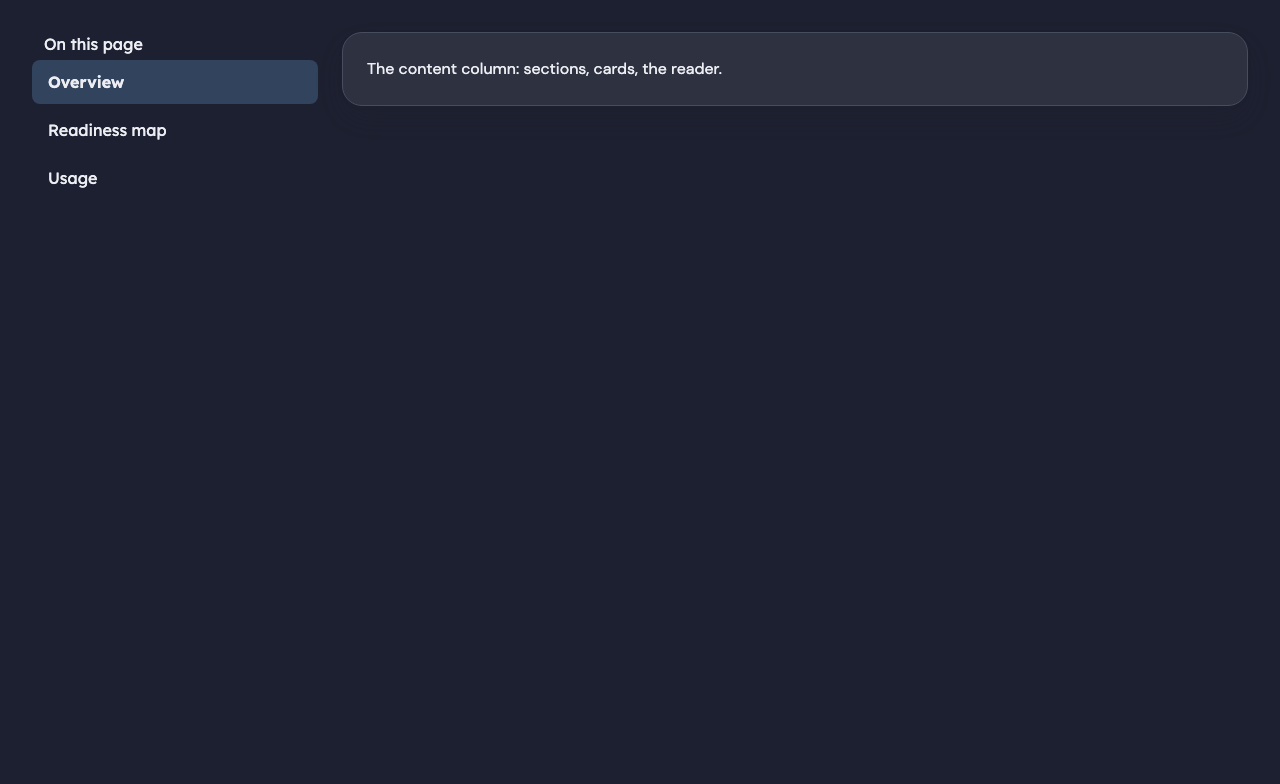 On this page
Overview
Readiness map
Usage
The content column: sections, cards, the reader.